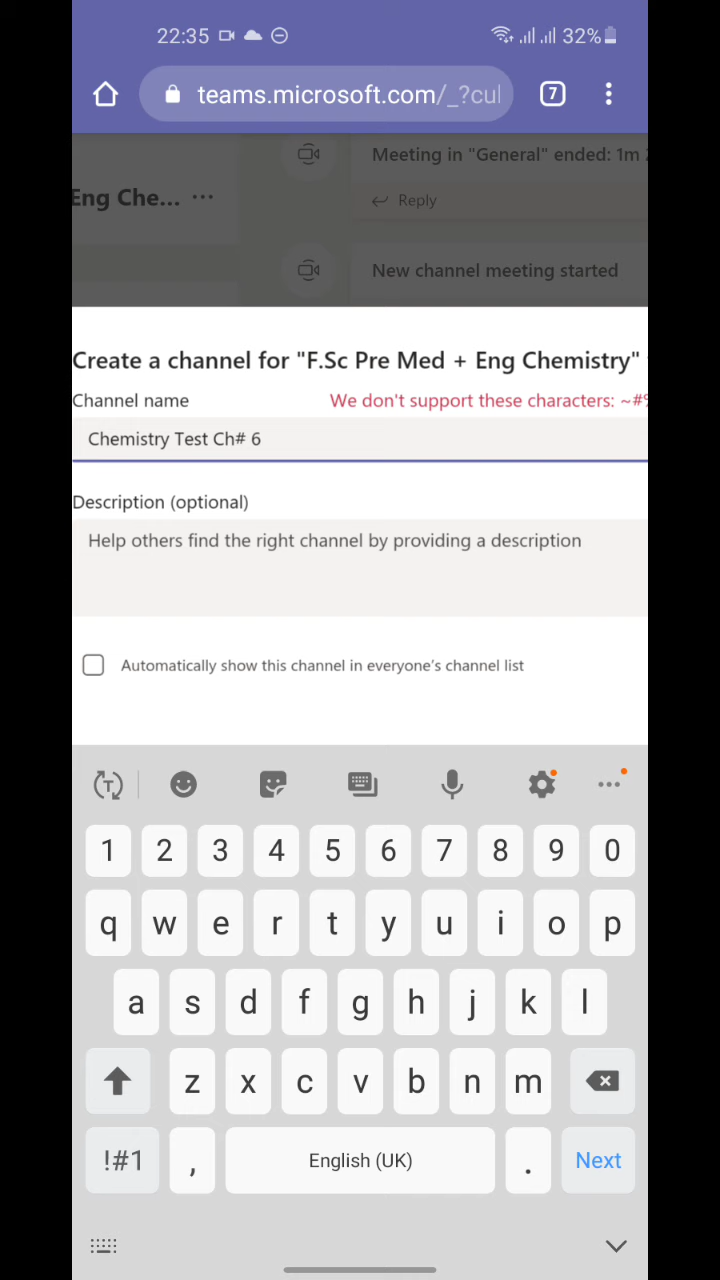 22:35 32%
teams.microsoft.com/_?cul 7
Meeting in "General" ended: 1m
Eng Che... ···
Reply
New channel meeting started
Create a channel for "F.Sc Pre Med + Eng Chemistry"
Channel name We don't support these characters: ~#%
Chemistry Test Ch# 6
Description (optional)
Help others find the right channel by providing a description
Automatically show this channel in everyone's channel list
1 2 3 4 5 6 7 8 9 0
q w e r t y u i o p
a s d f g h j k l
z x c v b n m
!#1 , English (UK) . Next